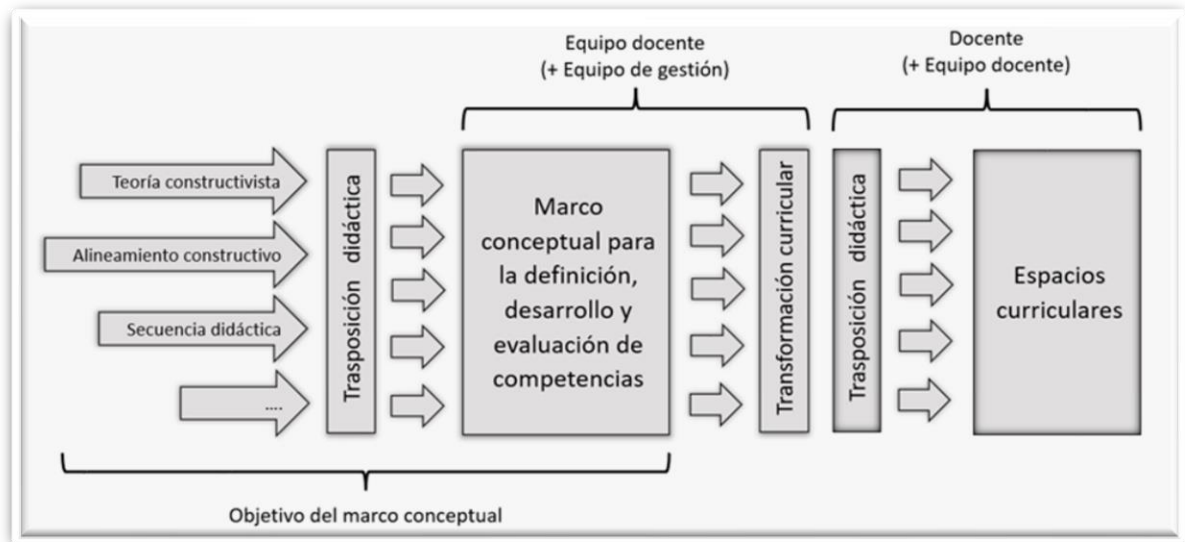 Equipo docente
(+ Equipo de gestión)
Docente
(+ Equipo docente)
Teoría constructivista
Alineamiento constructivo
Secuencia didáctica
....
Trasposición didáctica
Marco
conceptual para
la definición,
desarrollo y
evaluación de
competencias
Transformación curricular
Trasposición didáctica
Espacios
curriculares
Objetivo del marco conceptual